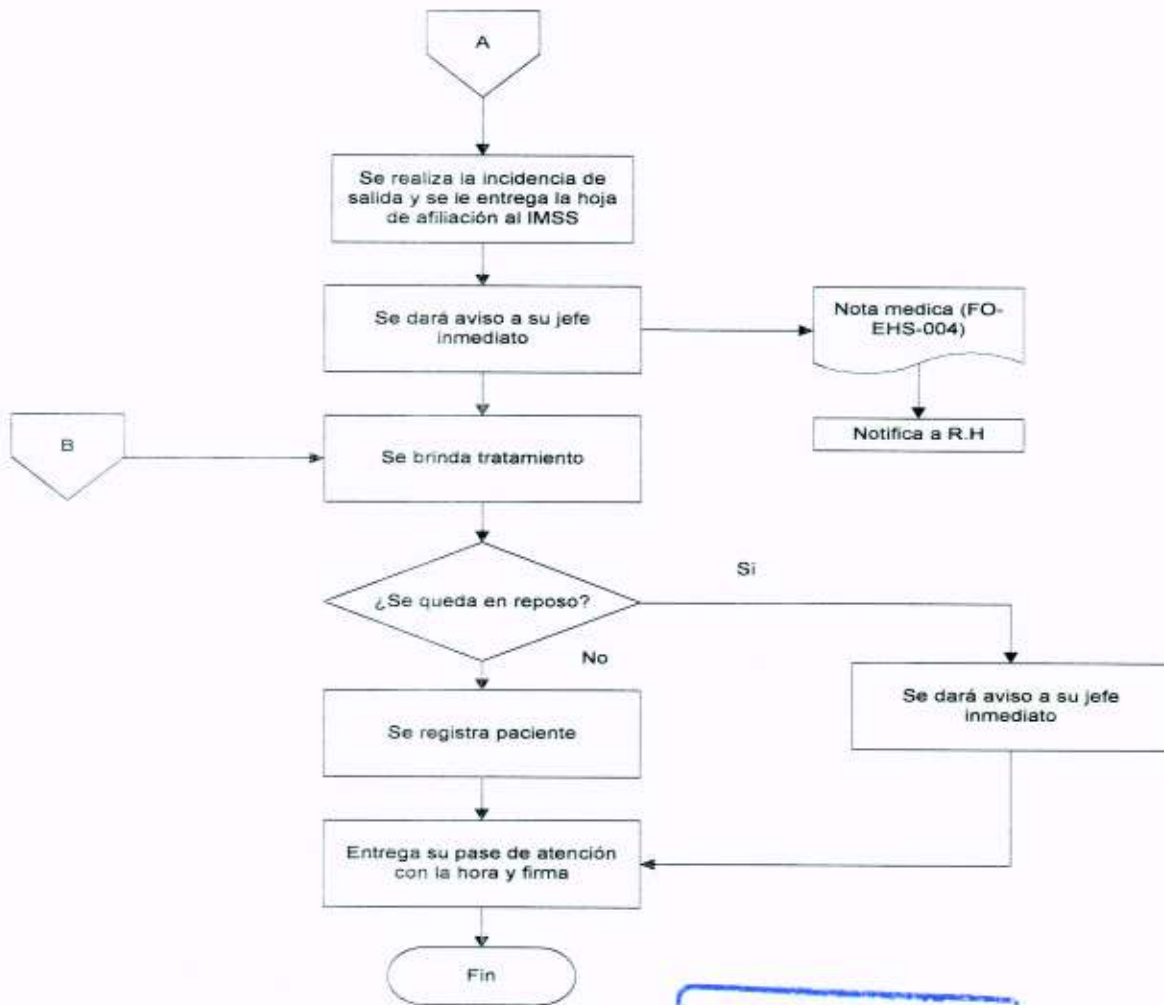 A
Se realiza la incidencia de
salida y se le entrega la hoja
de afiliación al IMSS
Se dará aviso a su jefe
inmediato
Nota medica (FO-
EHS-004)
Notifica a R.H
B
Se brinda tratamiento
¿Se queda en reposo?
Si
No
Se registra paciente
Se dará aviso a su jefe
inmediato
Entrega su pase de atención
con la hora y firma
Fin